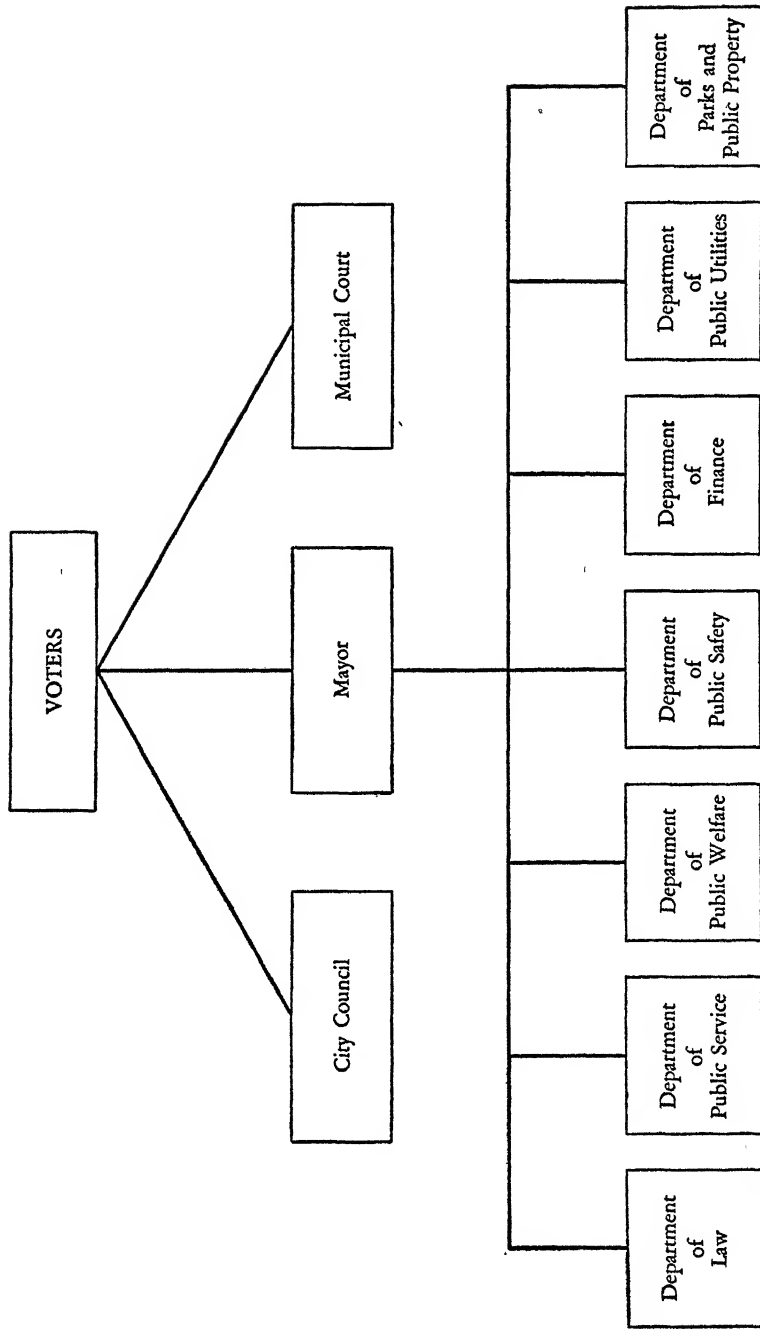 VOTERS
City Council
Mayor
Municipal Court
Department
of
Law
Department
of
Public Service
Department
of
Public Welfare
Department
of
Public Safety
Department
of
Finance
Department
of
Public Utilities
Department
of
Parks and
Public Property